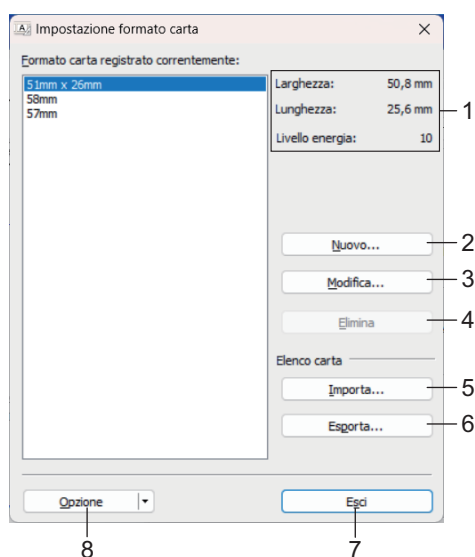 Impostazione formato carta
Formato carta registrato correntemente:
51mm x 26mm
58mm
57mm
Larghezza: 50,8 mm
Lunghezza: 25,6 mm
Livello energia: 10
1
Nuovo... 2
Modifica... 3
Elimina 4
Elenco carta
Importa... 5
Esporta... 6
Opzione Esci
8 7